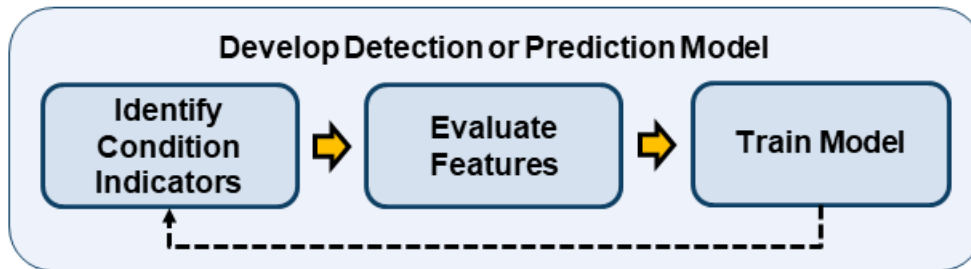 Develop Detection or Prediction Model
Identify
Condition
Indicators
Evaluate
Features
Train Model